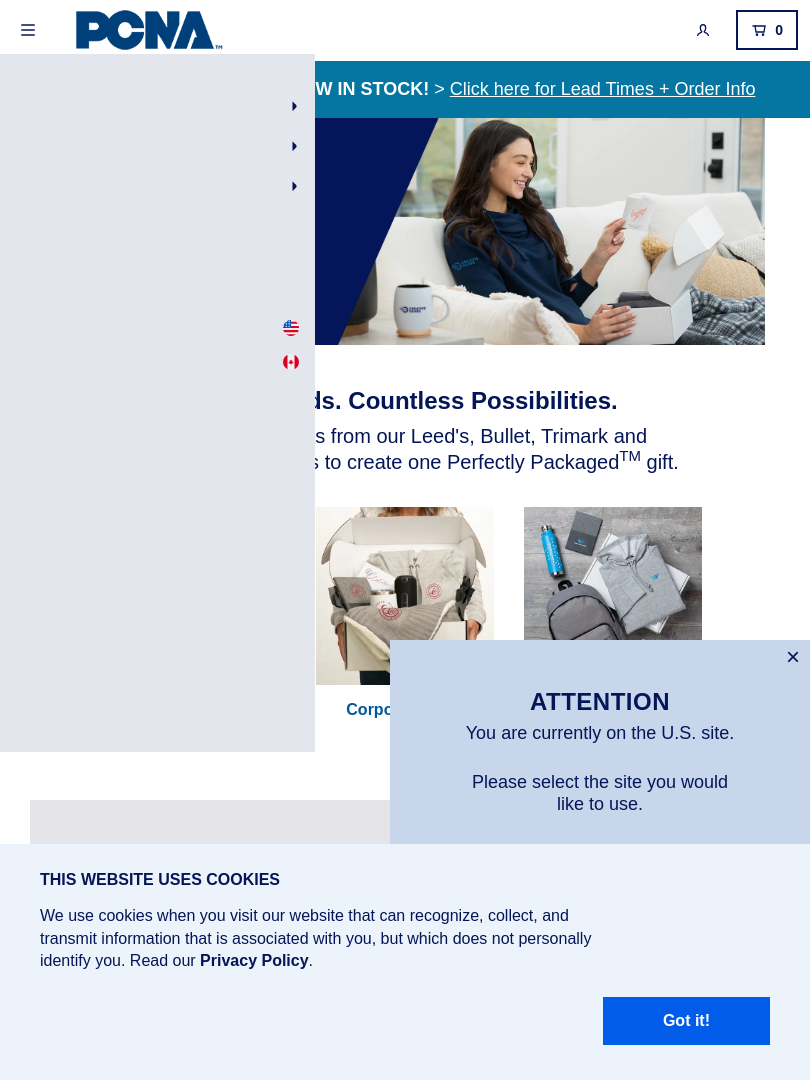 PCNA™
0
W IN STOCK! > Click here for Lead Times + Order Info
ds. Countless Possibilities.
s from our Leed's, Bullet, Trimark and
s to create one Perfectly Packaged™ gift.
Corpo
×
ATTENTION
You are currently on the U.S. site.
Please select the site you would
like to use.
THIS WEBSITE USES COOKIES
We use cookies when you visit our website that can recognize, collect, and
transmit information that is associated with you, but which does not personally
identify you. Read our Privacy Policy.
Got it!